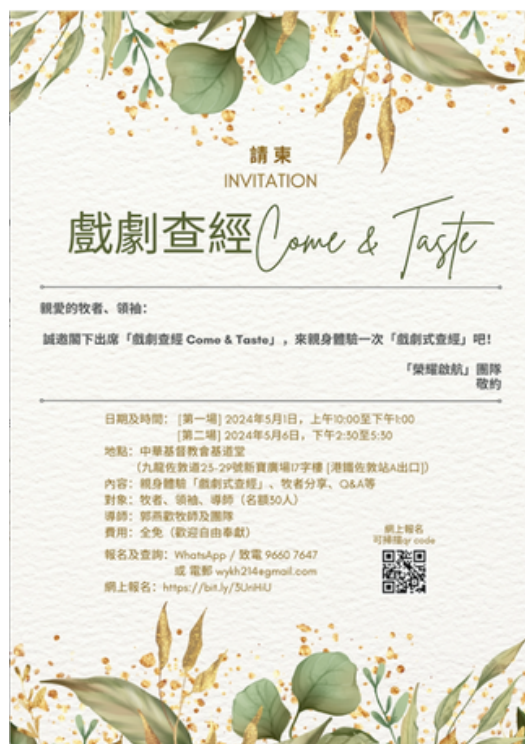 請柬
INVITATION
戲劇查經 Come & Taste
親愛的牧者、領袖：
誠邀閣下出席「戲劇查經 Come & Taste」，來親身體驗一次「戲劇式查經」吧！
「榮耀啟航」團隊
敬約
日期及時間： [第一場] 2024年5月1日，上午10:00至下午1:00
[第二場] 2024年5月6日，下午2:30至5:30
地點：中華基督教會基道堂
（九龍佐敦道23-29號新寶廣場17字樓 [港鐵佐敦站A出口]）
內容：親身體驗「戲劇式查經」、牧者分享、Q&A等
對象：牧者、領袖、導師（名額30人）
導師：郭燕歡牧師及團隊
費用：全免（歡迎自由奉獻）
報名及查詢：WhatsApp / 致電 9660 7647
或 電郵 wykh214@gmail.com
網上報名：https://bit.ly/3UnHiU
網上報名
可掃描qr code